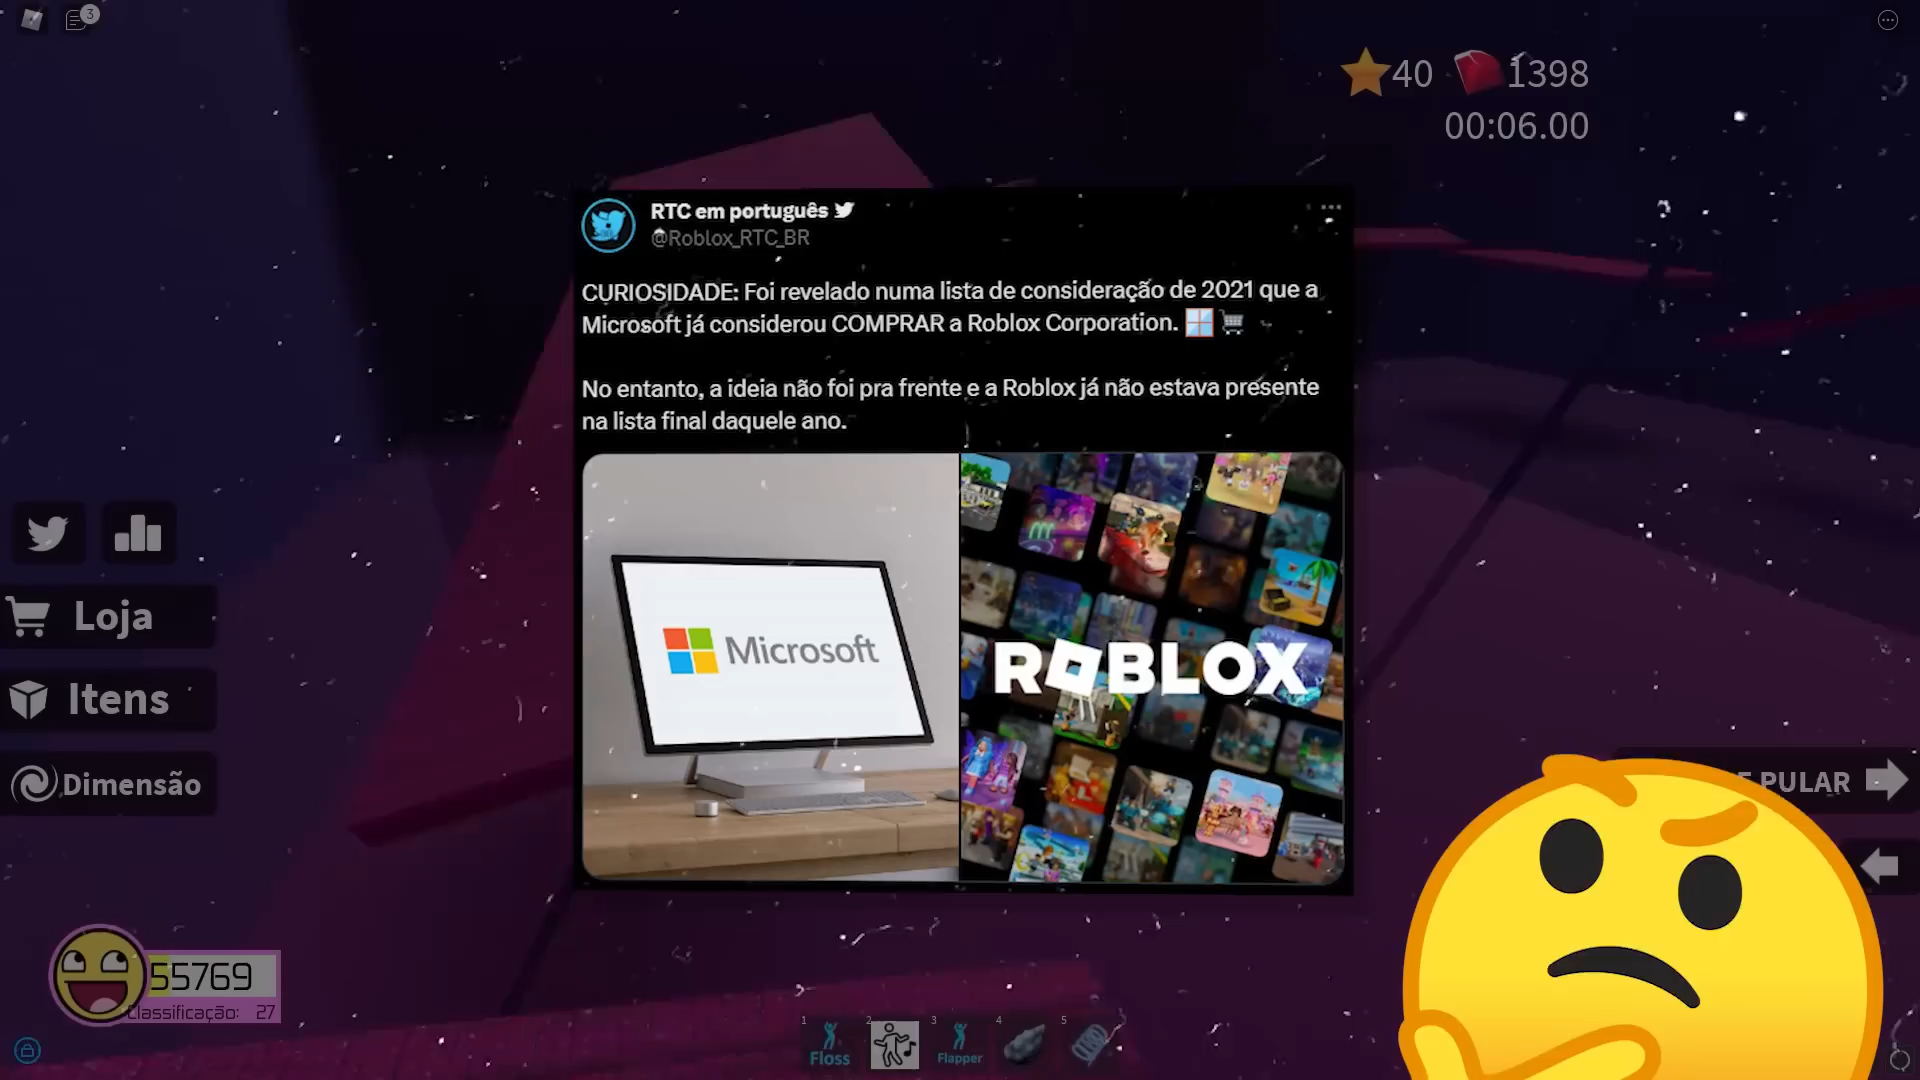 3
40 1398
00:06.00
RTC em português
@Roblox_RTC_BR
CURIOSIDADE: Foi revelado numa lista de consideração de 2021 que a
Microsoft já considerou COMPRAR a Roblox Corporation.
No entanto, a ideia não foi pra frente e a Roblox já não estava presente
na lista final daquele ano.
Microsoft
ROBLOX
Loja
Itens
Dimensão
PULAR
55769
Classificação: 27
1 2 3 4 5
Floss
Flapper